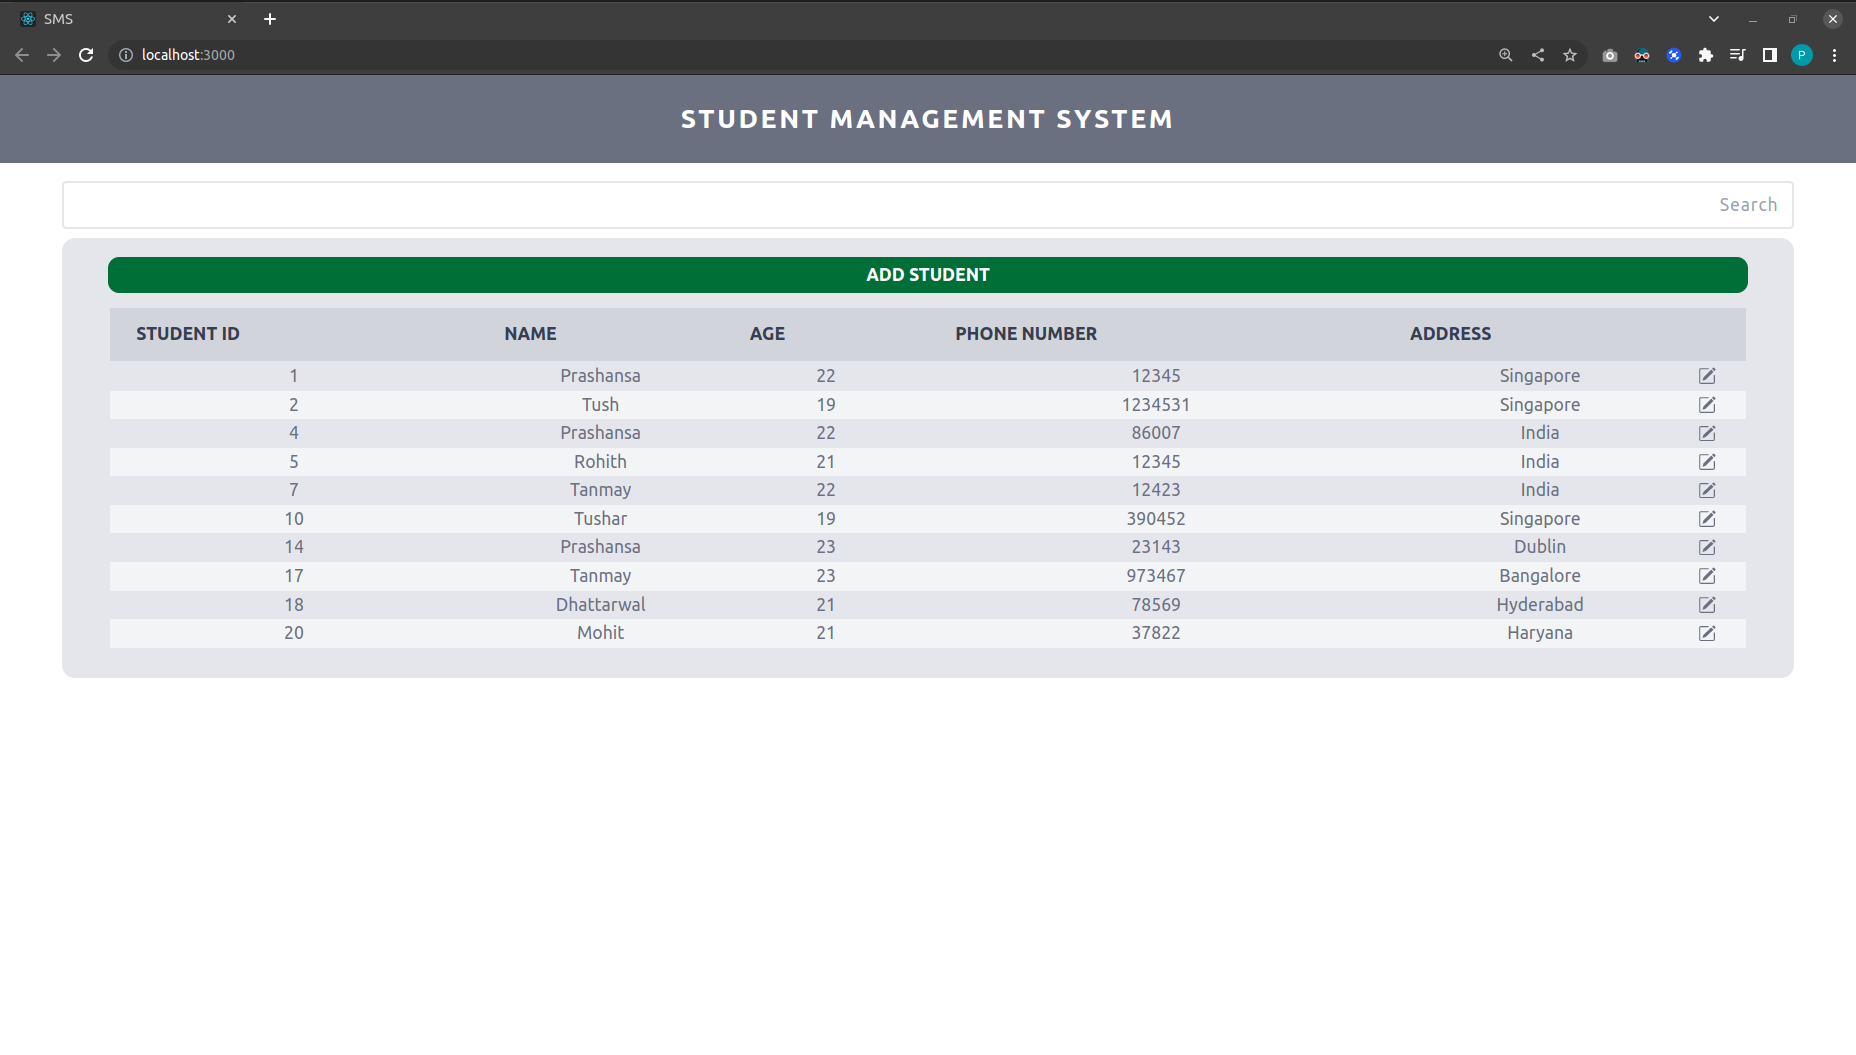 SMS
localhost:3000
P
STUDENT MANAGEMENT SYSTEM
Search
ADD STUDENT
STUDENT ID NAME AGE PHONE NUMBER ADDRESS
1 Prashansa 22 12345 Singapore
2 Tush 19 1234531 Singapore
4 Prashansa 22 86007 India
5 Rohith 21 12345 India
7 Tanmay 22 12423 India
10 Tushar 19 390452 Singapore
14 Prashansa 23 23143 Dublin
17 Tanmay 23 973467 Bangalore
18 Dhattarwal 21 78569 Hyderabad
20 Mohit 21 37822 Haryana